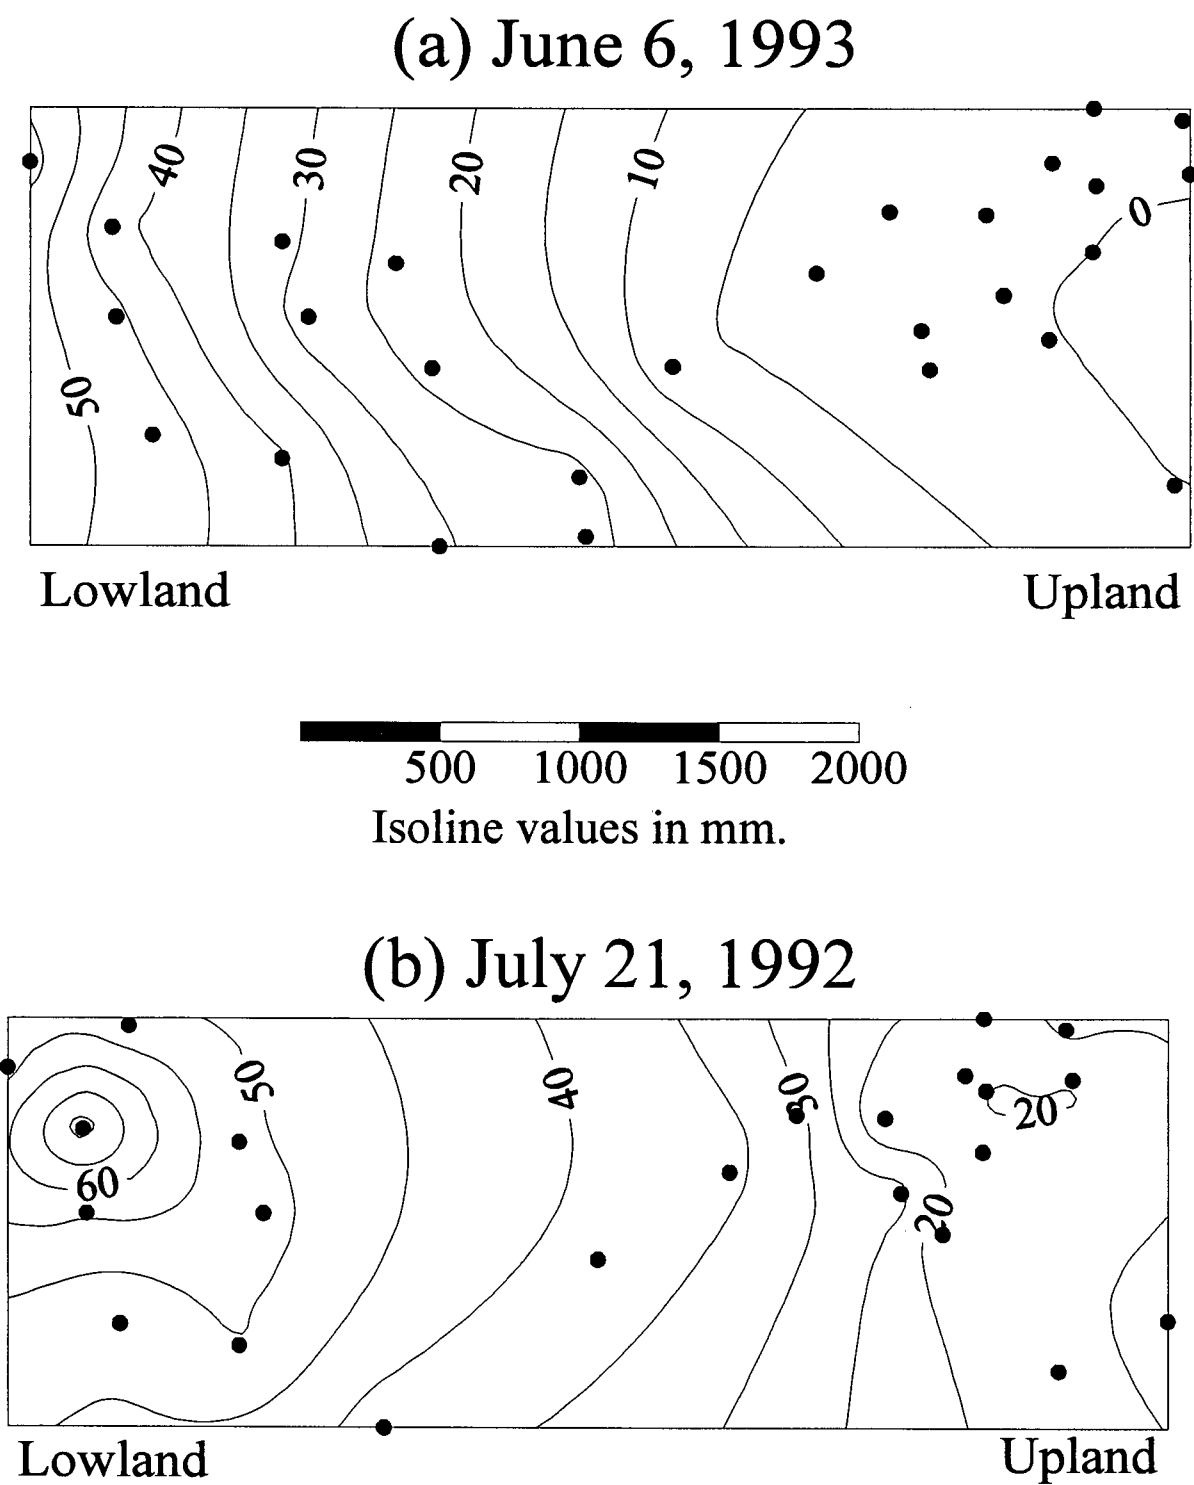 (a) June 6, 1993
40 30 20 10 0
50
Lowland Upland
500 1000 1500 2000
Isoline values in mm.
(b) July 21, 1992
50 40 30 20
60 20
Lowland Upland